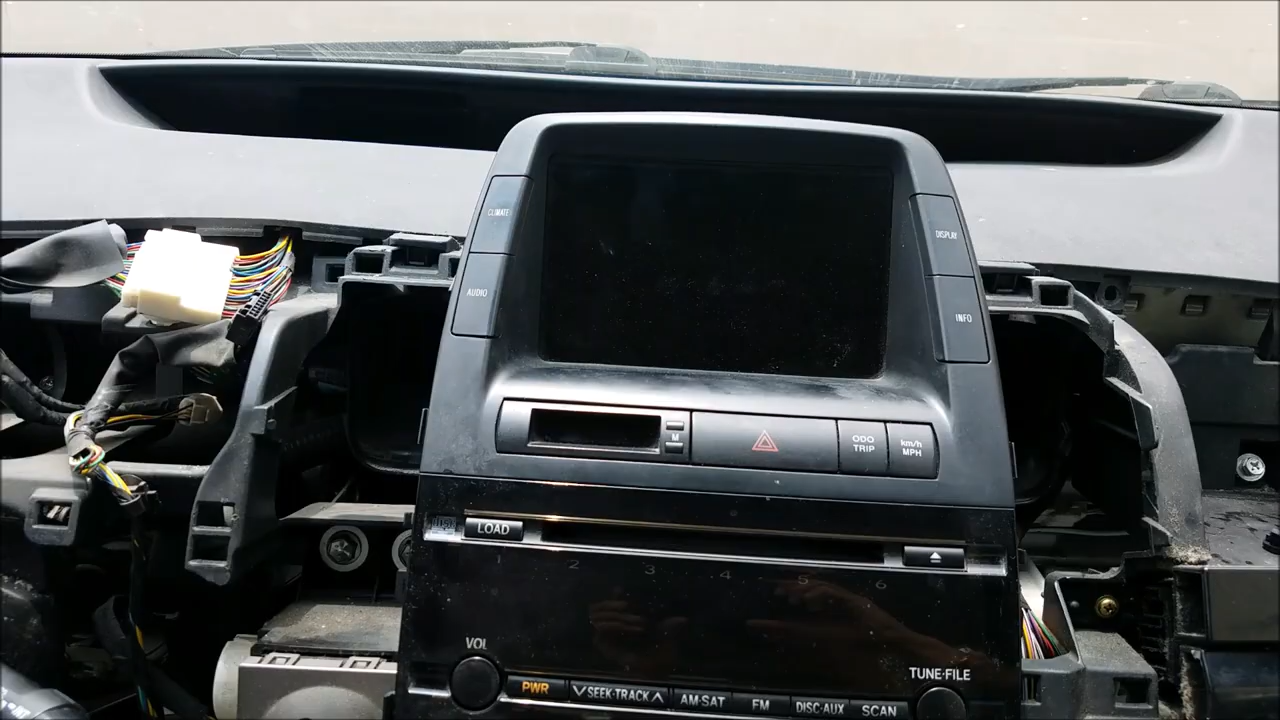 CLIMATE
DISPLAY
AUDIO
INFO
M
ODO
TRIP
km/h
MPH
LOAD
1 2 3 4 5 6
VOL
TUNE·FILE
PWR
∨SEEK·TRACK∧
AM·SAT
FM
DISC·AUX
SCAN